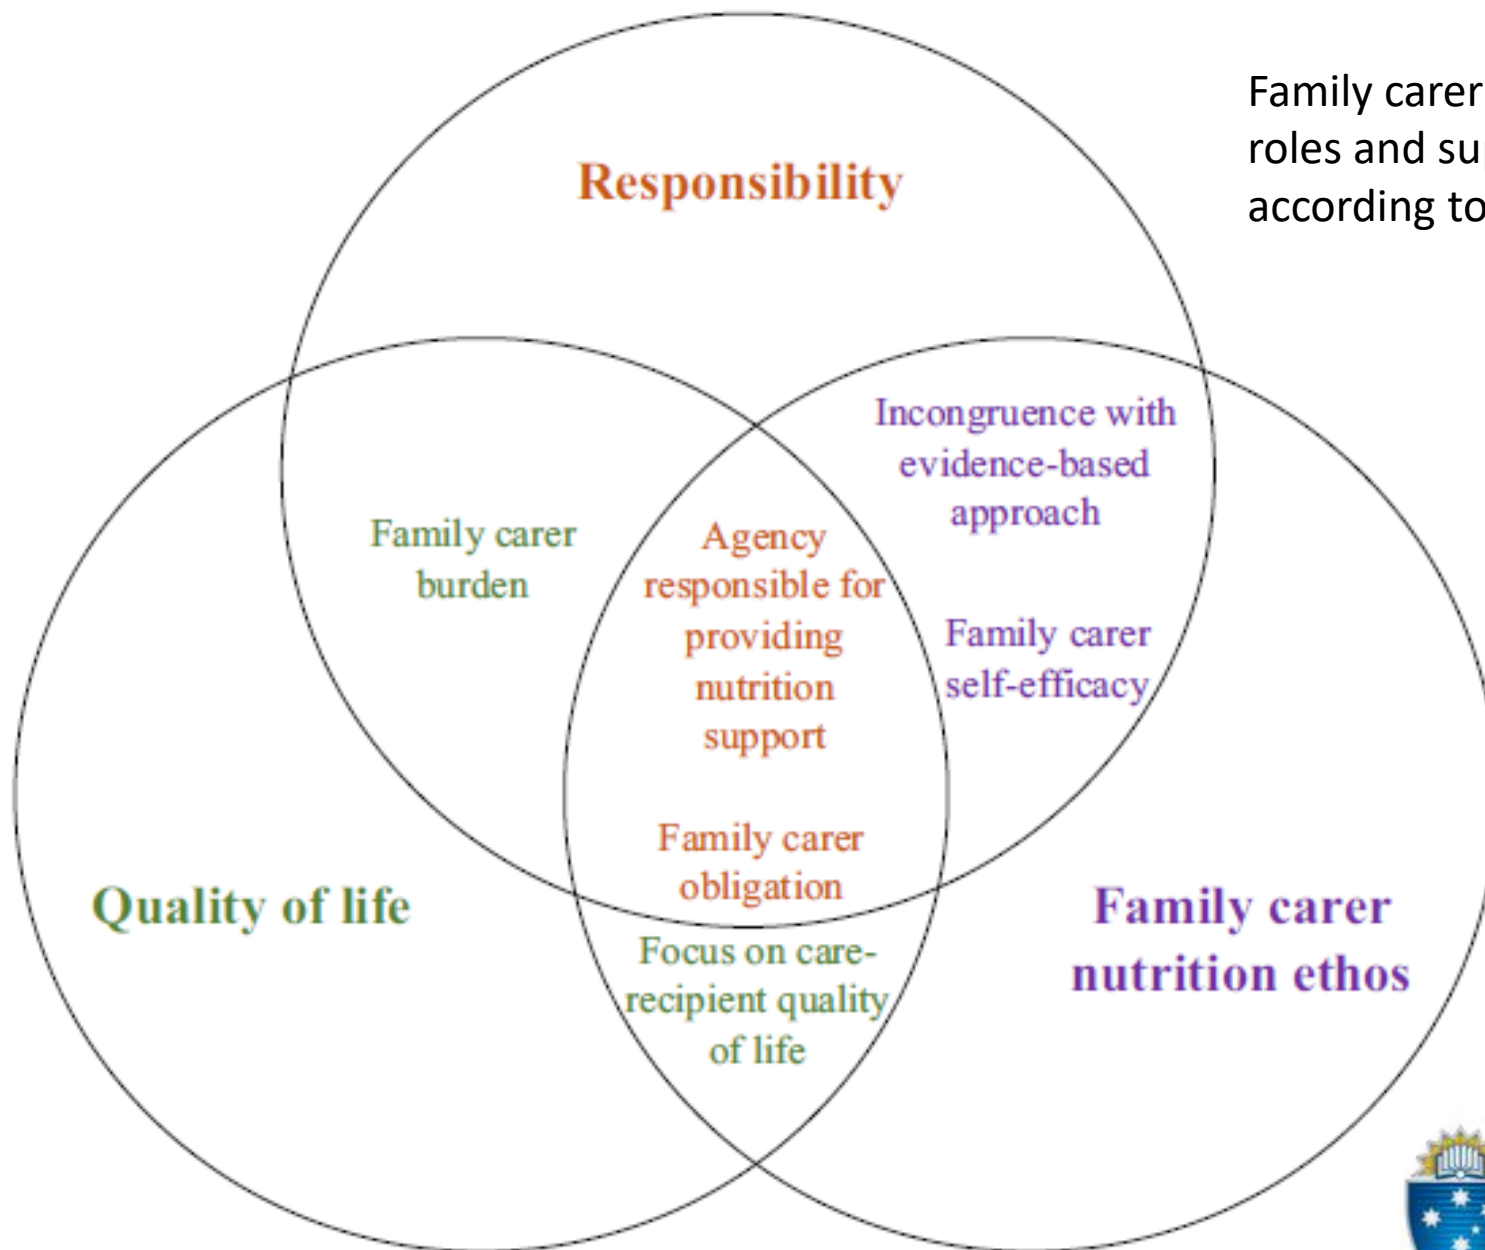 Family carer
roles and su
according to
Responsibility
Incongruence with
evidence-based
approach
Family carer
burden
Agency
responsible for
providing
nutrition
support
Family carer
self-efficacy
Family carer
obligation
Quality of life
Family carer
nutrition ethos
Focus on care-
recipient quality
of life